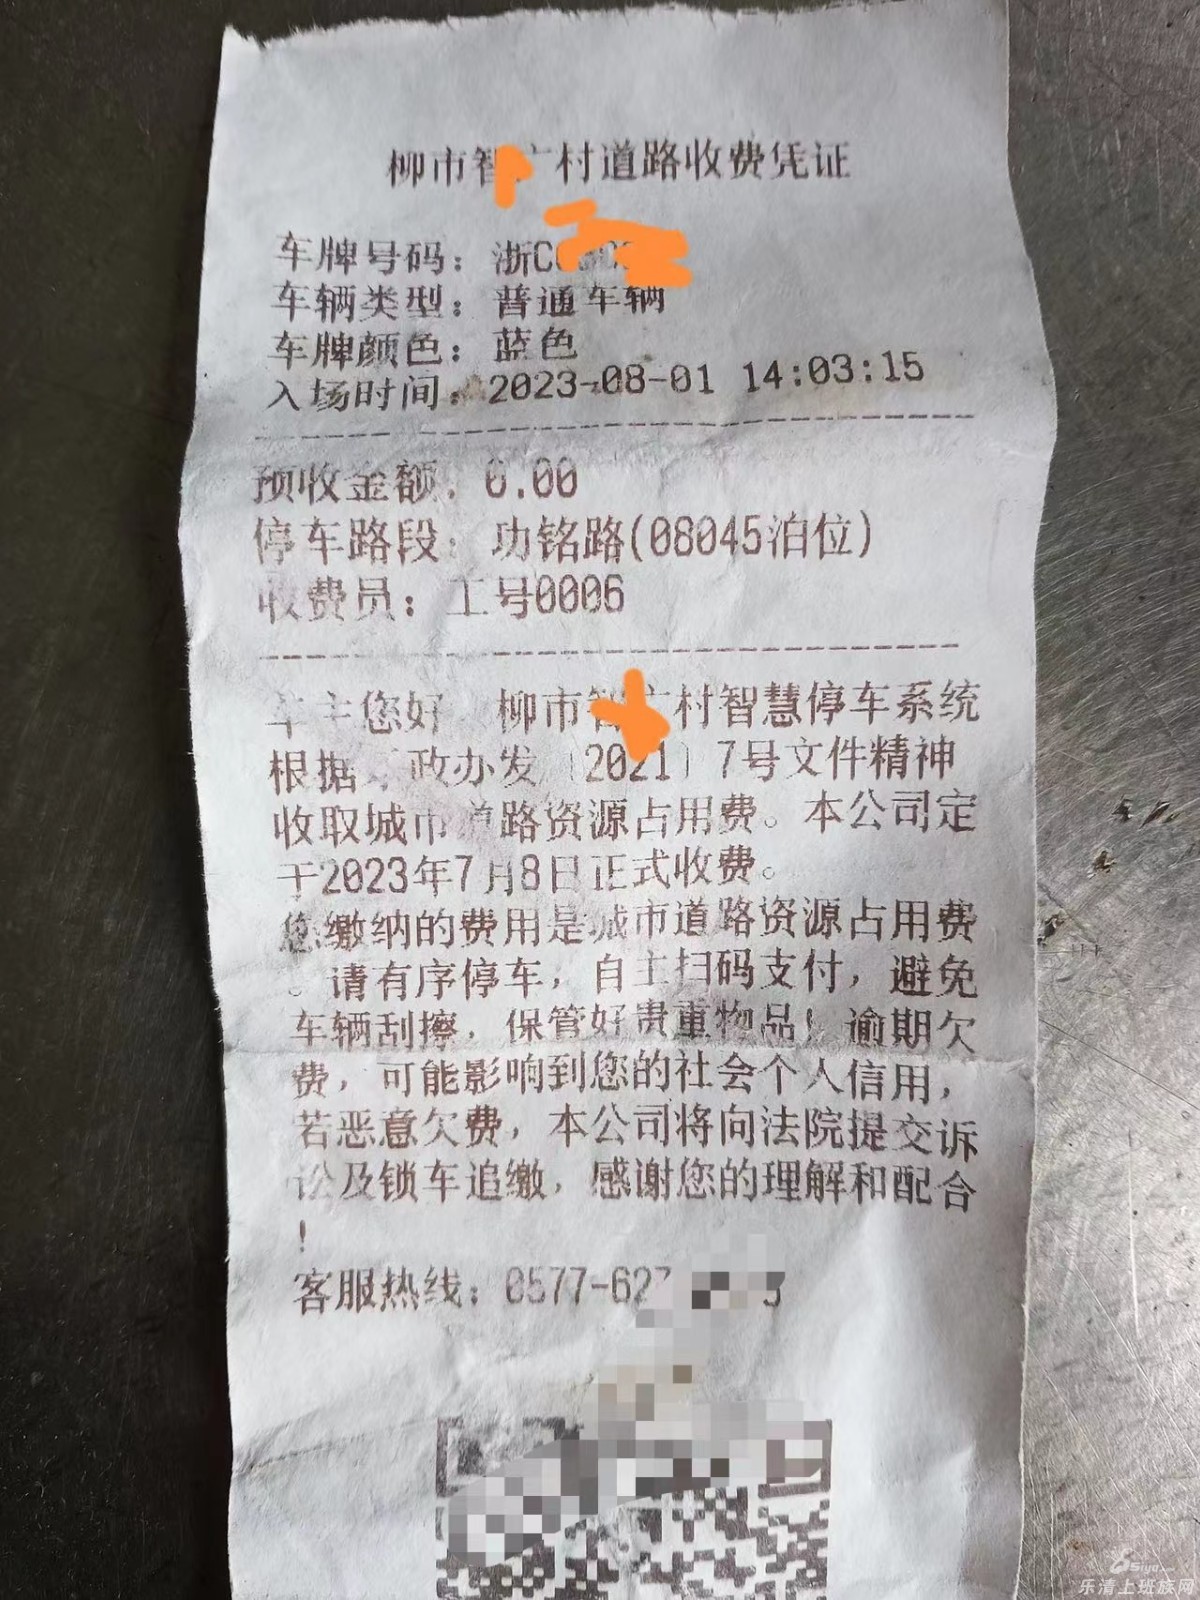 柳市智 村道路收费凭证
车牌号码：浙C
车辆类型：普通车辆
车牌颜色：蓝色
入场时间：2023-08-01 14:03:15
预收金额：0.00
停车路段：功铭路(08045泊位)
收费员：工号0006
车主您好 柳市智 村智慧停车系统
根据 政办发〔2021〕7号文件精神
收取城市道路资源占用费。本公司定
于2023年7月8日正式收费。
您缴纳的费用是城市道路资源占用费
。请有序停车，自主扫码支付，避免
车辆刮擦，保管好贵重物品！逾期欠
费，可能影响到您的社会个人信用，
若恶意欠费，本公司将向法院提交诉
讼及锁车追缴，感谢您的理解和配合
！
客服热线：0577-627 3
乐清上班族网